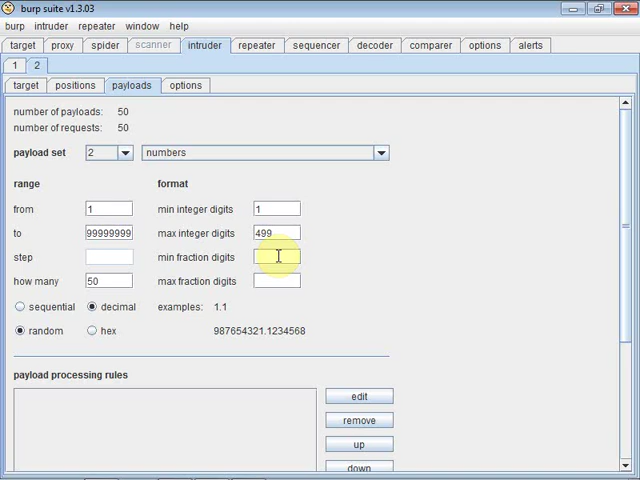 burp suite v1.3.03
burp intruder repeater window help
target proxy spider scanner intruder repeater sequencer decoder comparer options alerts
1 2
target positions payloads options
number of payloads: 50
number of requests: 50
payload set 2 numbers
range format
from 1 min integer digits 1
to 99999999 max integer digits 499
step min fraction digits
how many 50 max fraction digits
sequential decimal examples: 1.1
random hex 987654321.1234568
payload processing rules
edit
remove
up
down